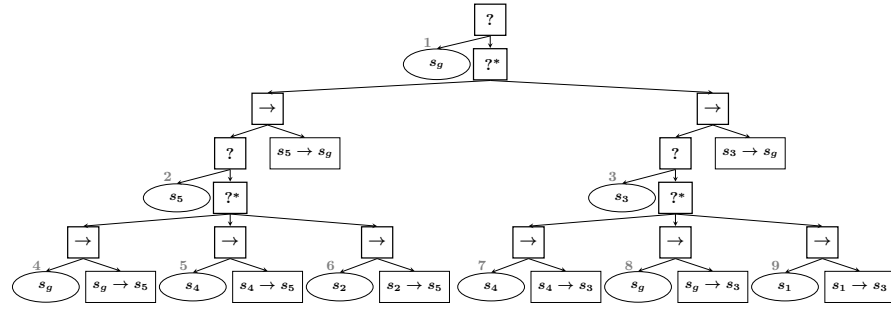 ?
1
s_g ?*
→ →
? s_5 → s_g ? s_3 → s_g
2 3
s_5 ?* s_3 ?*
→ → → → → →
4 5 6 7 8 9
s_g s_g → s_5 s_4 s_4 → s_5 s_2 s_2 → s_5 s_4 s_4 → s_3 s_g s_g → s_3 s_1 s_1 → s_3